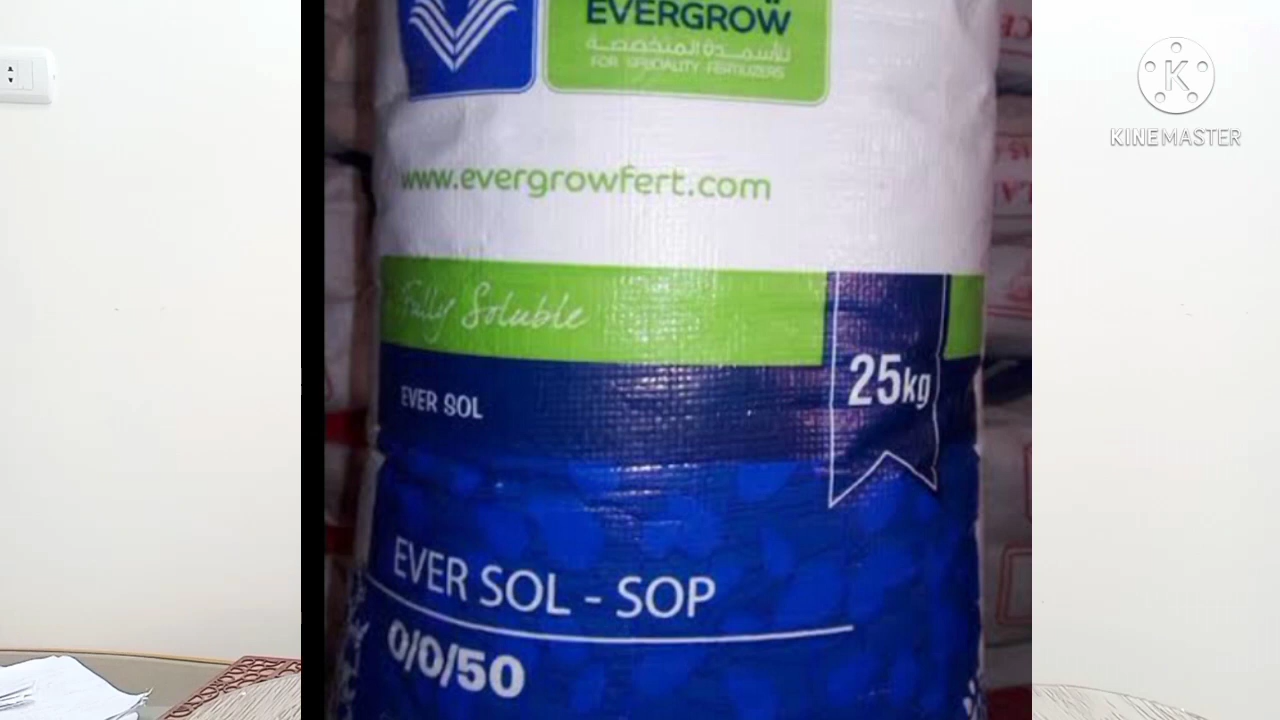 EVERGROW
للأسمدة المتخصصة
FOR SPECIALITY FERTILIZERS
www.evergrowfert.com
Fully Soluble
25kg
EVER SOL
EVER SOL - SOP
0/0/50
K
KINEMASTER